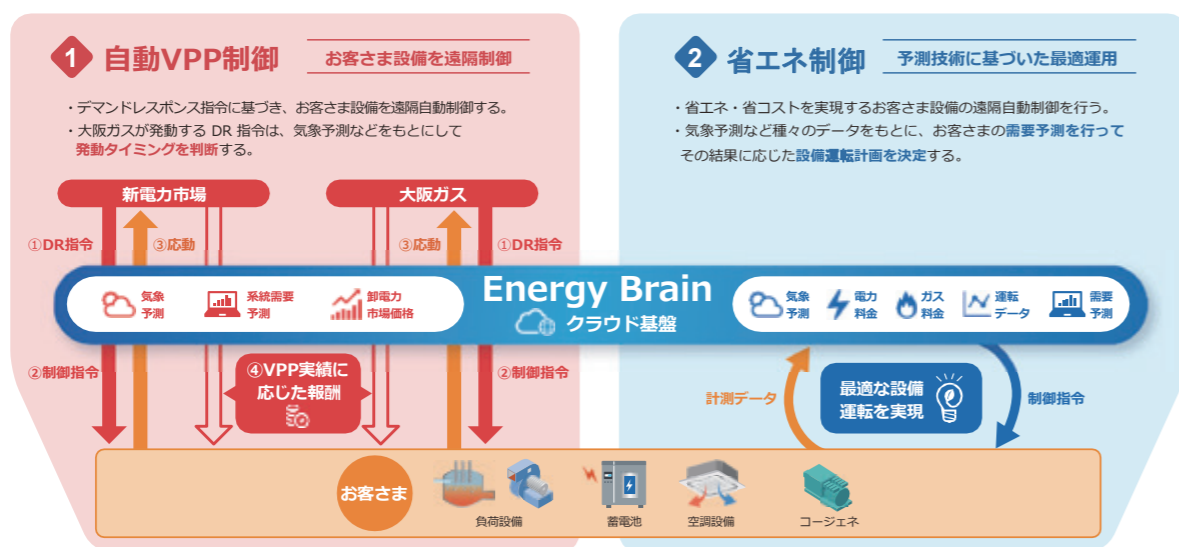 1 自動VPP制御
お客さま設備を遠隔制御
・デマンドレスポンス指令に基づき、お客さま設備を遠隔自動制御する。
・大阪ガスが発動する DR 指令は、気象予測などをもとにして
発動タイミングを判断する。
新電力市場
大阪ガス
①DR指令
③応動
③応動
①DR指令
気象
予測
系統需要
予測
卸電力
市場価格
②制御指令
④VPP実績に
応じた報酬
②制御指令
Energy Brain
クラウド基盤
2 省エネ制御
予測技術に基づいた最適運用
・省エネ・省コストを実現するお客さま設備の遠隔自動制御を行う。
・気象予測など種々のデータをもとに、お客さまの需要予測を行って
その結果に応じた設備運転計画を決定する。
気象
予測
電力
料金
ガス
料金
運転
データ
需要
予測
計測データ
最適な設備
運転を実現
制御指令
お客さま
負荷設備
蓄電池
空調設備
コージェネ